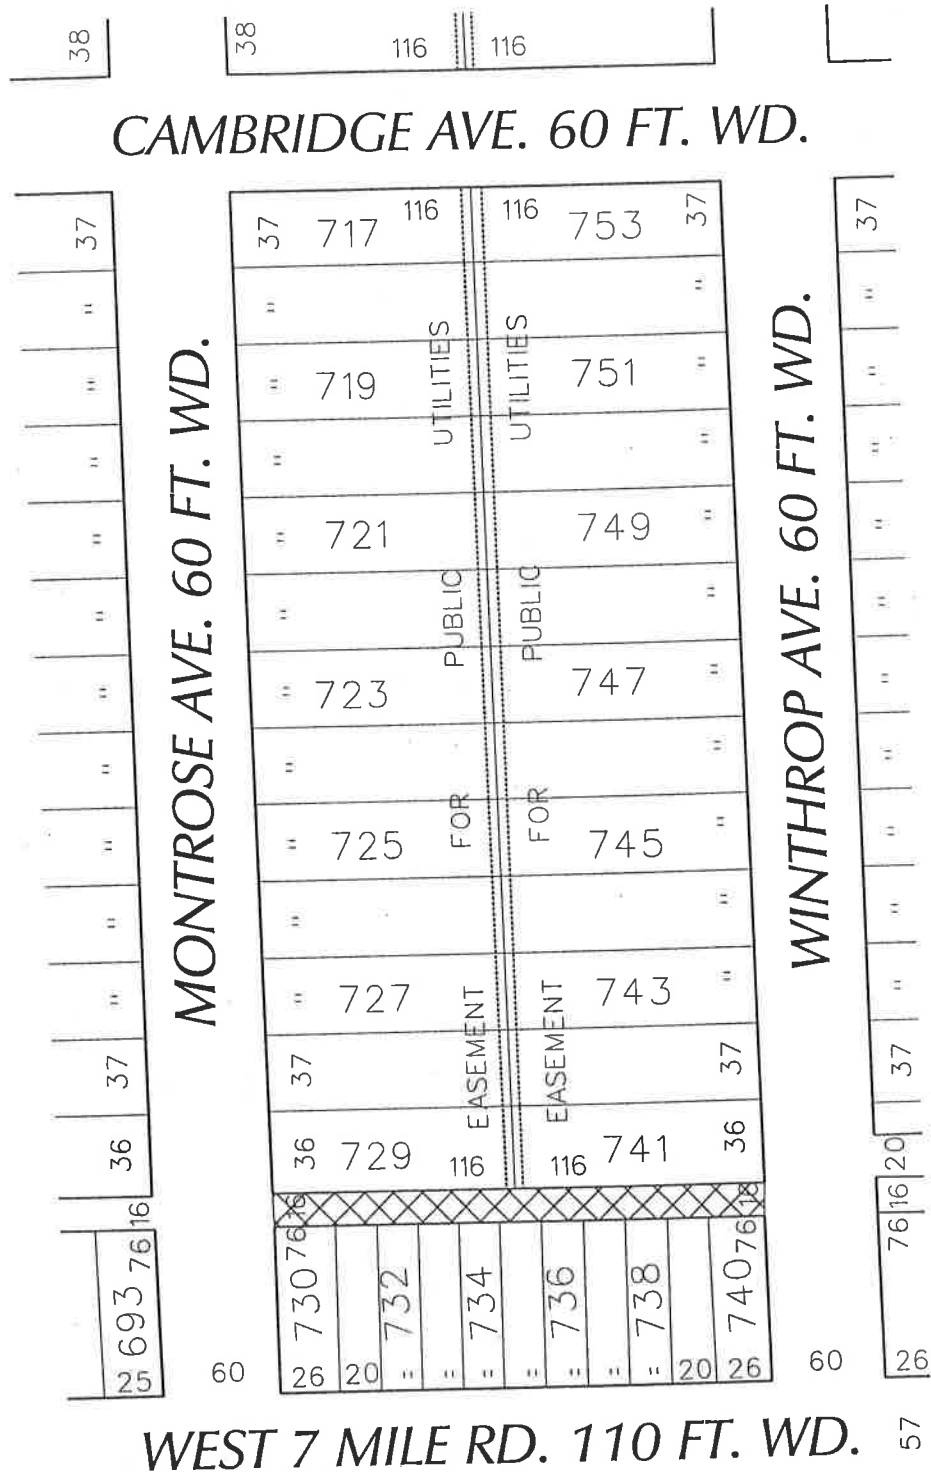 38 38 116 116
CAMBRIDGE AVE. 60 FT. WD.
37 37 717 116 116 753 37 37
" " " "
" " 719 751 " "
" " " "
" " 721 749 " "
" " " "
" " 723 747 " "
" " " "
" " 725 745 " "
" " " "
" " 727 743 " "
37 37 37 37
36 36 729 116 116 741 36 20
MONTROSE AVE. 60 FT. WD.
EASEMENT FOR PUBLIC UTILITIES
EASEMENT FOR PUBLIC UTILITIES
WINTHROP AVE. 60 FT. WD.
16 16 16
76 76 76 76
693 730 732 734 736 738 740
25 60 26 20 " " " " " " " 20 26 60 26
WEST 7 MILE RD. 110 FT. WD. 57